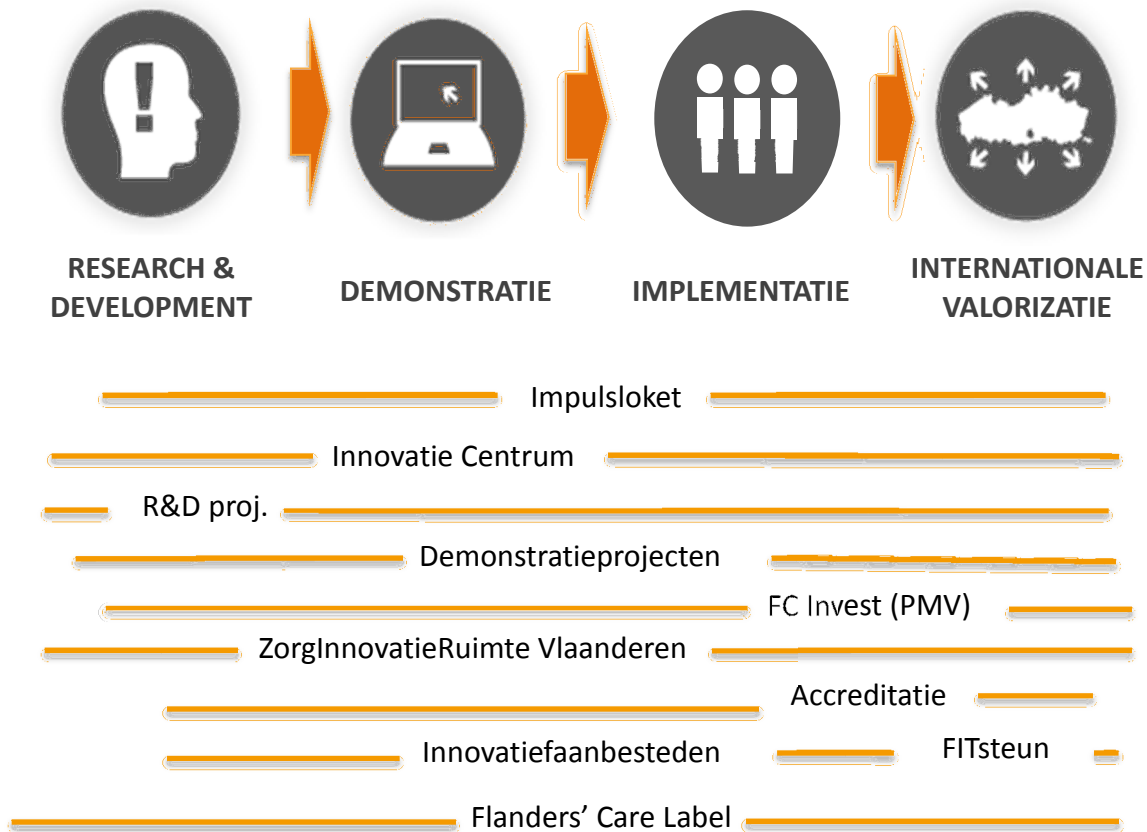 RESEARCH &
DEVELOPMENT
DEMONSTRATIE
IMPLEMENTATIE
INTERNATIONALE
VALORIZATIE
Impulsloket
Innovatie Centrum
R&D proj.
Demonstratieprojecten
FC Invest (PMV)
ZorgInnovatieRuimte Vlaanderen
Accreditatie
Innovatiefaanbesteden FITsteun
Flanders’ Care Label